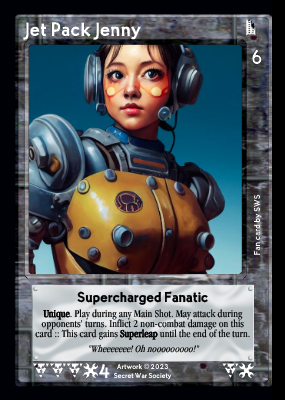 Jet Pack Jenny
6
Fan card by SWS
Supercharged Fanatic
Unique. Play during any Main Shot. May attack during
opponents' turns. Inflict 2 non-combat damage on this
card :: This card gains Superleap until the end of the turn.
"Wheeeeeee! Oh nooooooooo!"
4
Artwork © 2023
Secret War Society